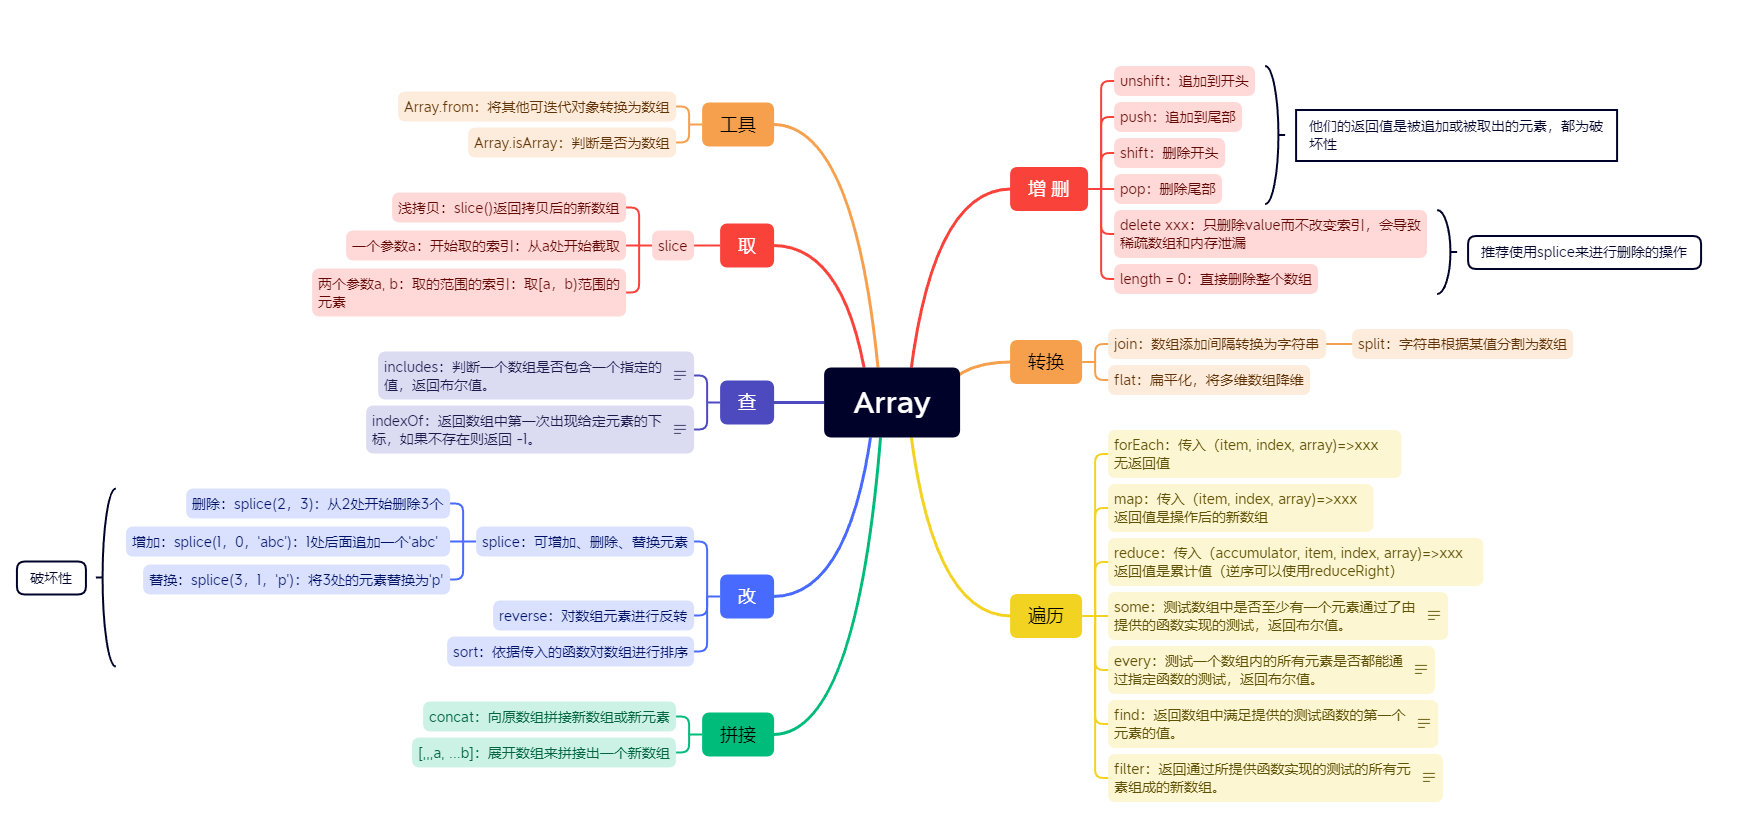 Array
工具
Array.from：将其他可迭代对象转换为数组
Array.isArray：判断是否为数组
取
slice
浅拷贝：slice()返回拷贝后的新数组
一个参数a：开始取的索引：从a处开始截取
两个参数a, b：取的范围的索引：取[a，b)范围的
元素
查
includes：判断一个数组是否包含一个指定的
值，返回布尔值。
indexOf：返回数组中第一次出现给定元素的下
标，如果不存在则返回 -1。
改
splice：可增加、删除、替换元素
删除：splice(2，3)：从2处开始删除3个
增加：splice(1，0，'abc')：1处后面追加一个'abc'
替换：splice(3，1，'p')：将3处的元素替换为'p'
reverse：对数组元素进行反转
sort：依据传入的函数对数组进行排序
破坏性
拼接
concat：向原数组拼接新数组或新元素
[,,,a, ...b]：展开数组来拼接出一个新数组
增 删
unshift：追加到开头
push：追加到尾部
shift：删除开头
pop：删除尾部
他们的返回值是被追加或被取出的元素，都为破
坏性
delete xxx：只删除value而不改变索引，会导致
稀疏数组和内存泄漏
length = 0：直接删除整个数组
推荐使用splice来进行删除的操作
转换
join：数组添加间隔转换为字符串
split：字符串根据某值分割为数组
flat：扁平化，将多维数组降维
遍历
forEach：传入（item, index, array)=>xxx
无返回值
map：传入（item, index, array)=>xxx
返回值是操作后的新数组
reduce：传入（accumulator, item, index, array)=>xxx
返回值是累计值（逆序可以使用reduceRight）
some：测试数组中是否至少有一个元素通过了由
提供的函数实现的测试，返回布尔值。
every：测试一个数组内的所有元素是否都能通
过指定函数的测试，返回布尔值。
find：返回数组中满足提供的测试函数的第一个
元素的值。
filter：返回通过所提供函数实现的测试的所有元
素组成的新数组。